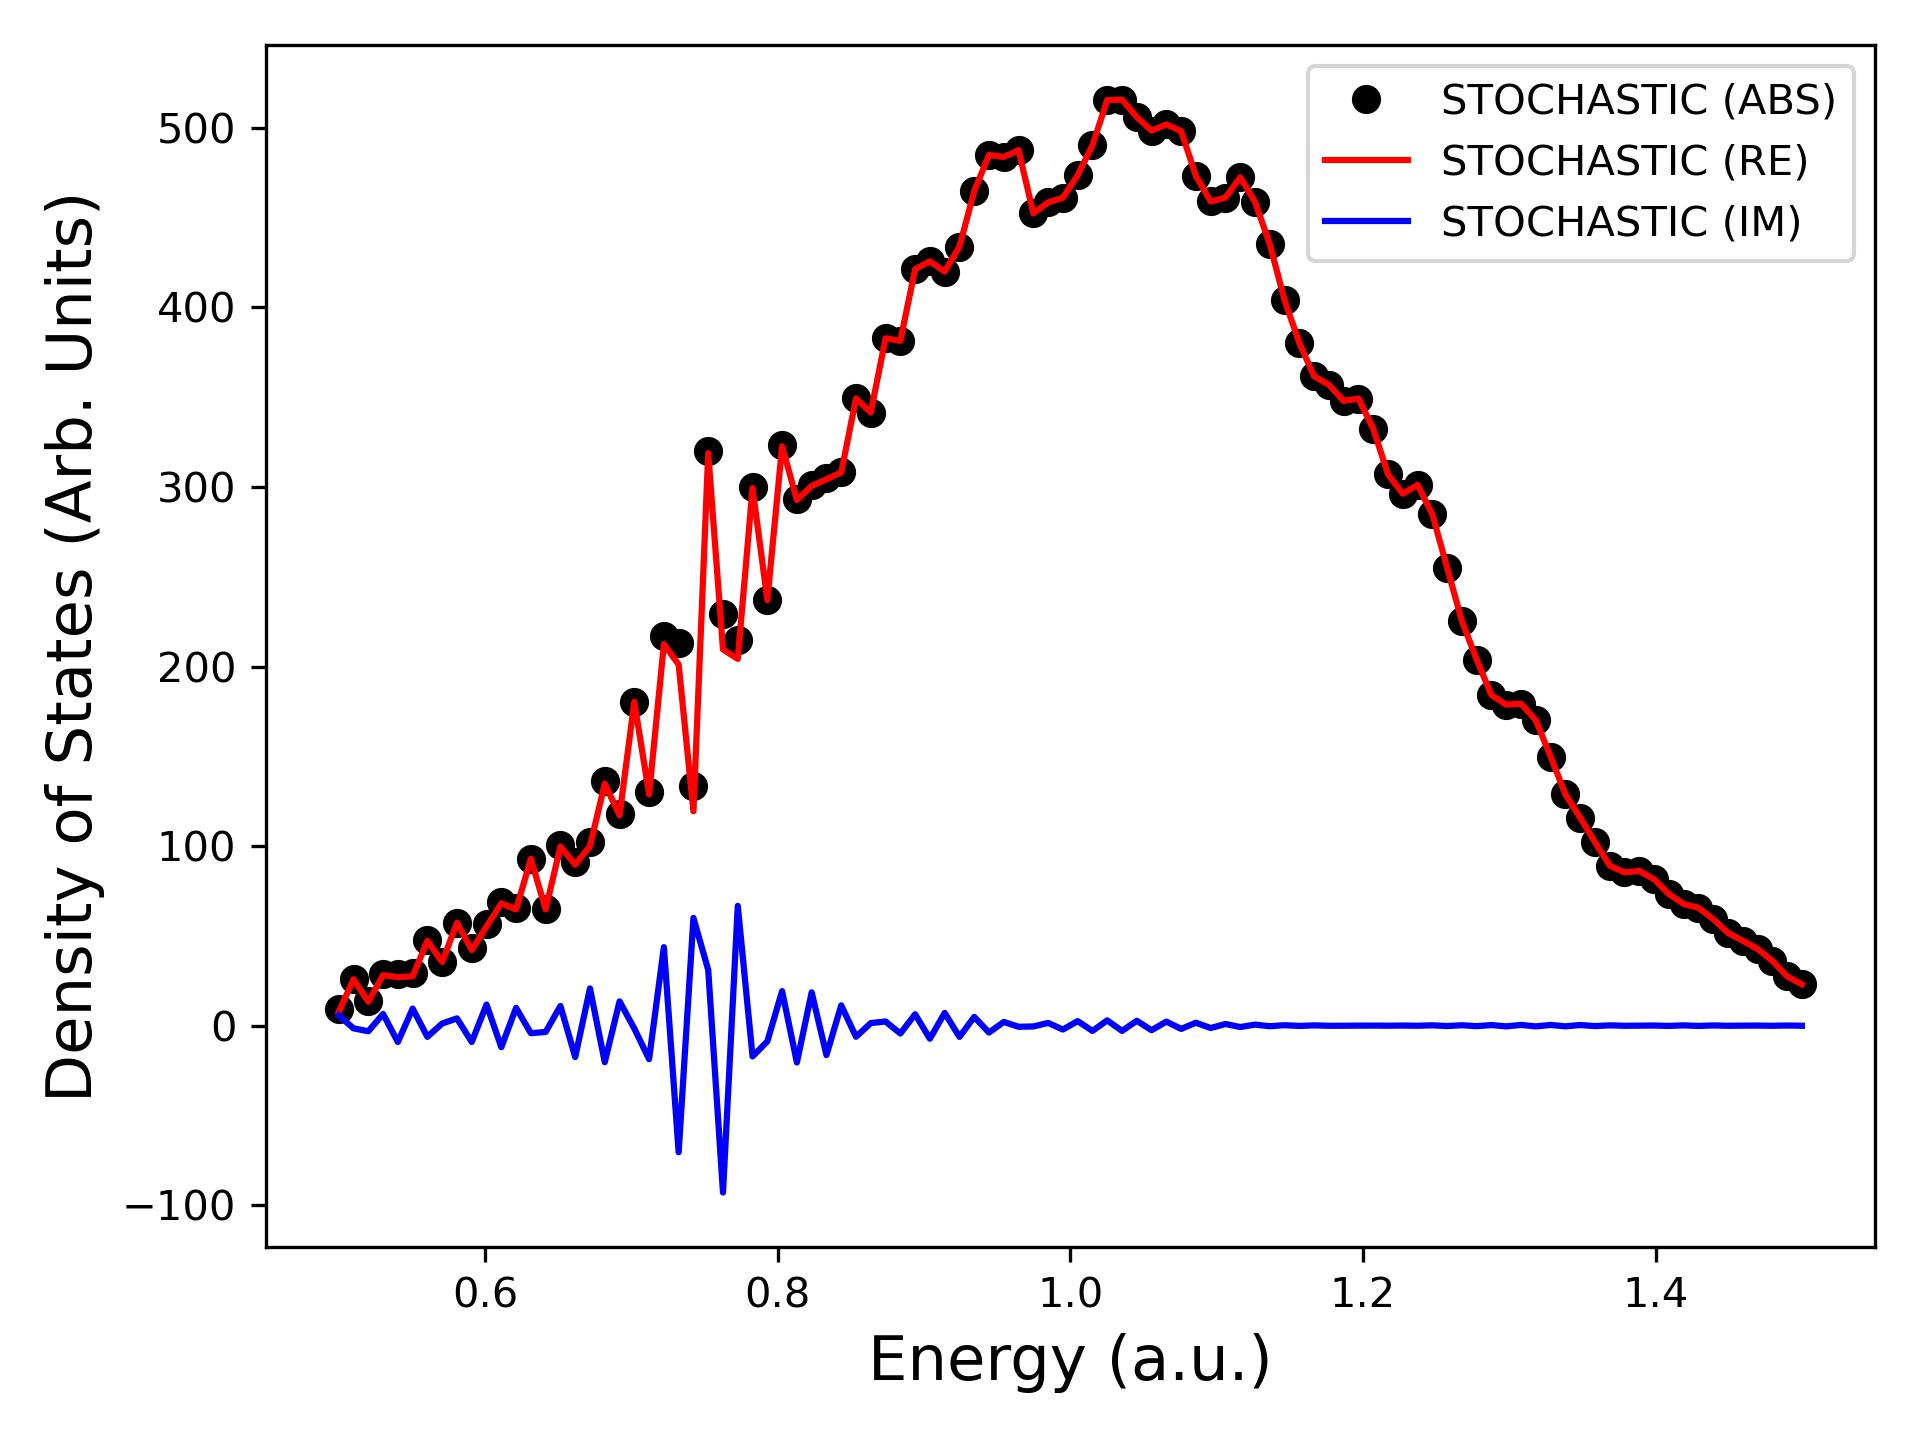 STOCHASTIC (ABS)
STOCHASTIC (RE)
STOCHASTIC (IM)
Density of States (Arb. Units)
500
400
300
200
100
0
−100
0.6 0.8 1.0 1.2 1.4
Energy (a.u.)